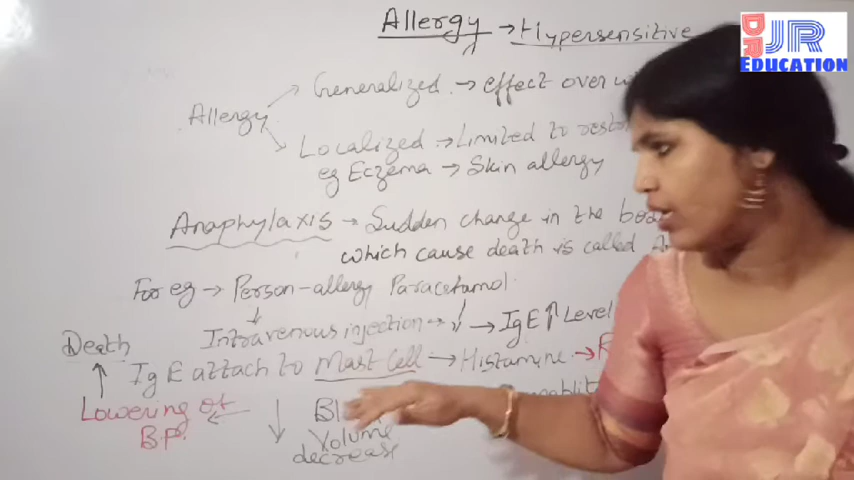 Allergy → Hypersensitive
DR JR
EDUCATION
Generalized → effect over
Allergy
Localized → Limited to
eg Eczema → Skin allergy
Anaphylaxis → Sudden change in the
which cause death is called
For eg → Person - allergy Paracetamol
Intravenous injection → → IgE ↑ Level
Death
IgE attach to Mast Cell → Histamine →
Lowering of
B.P.
Volume
decrease